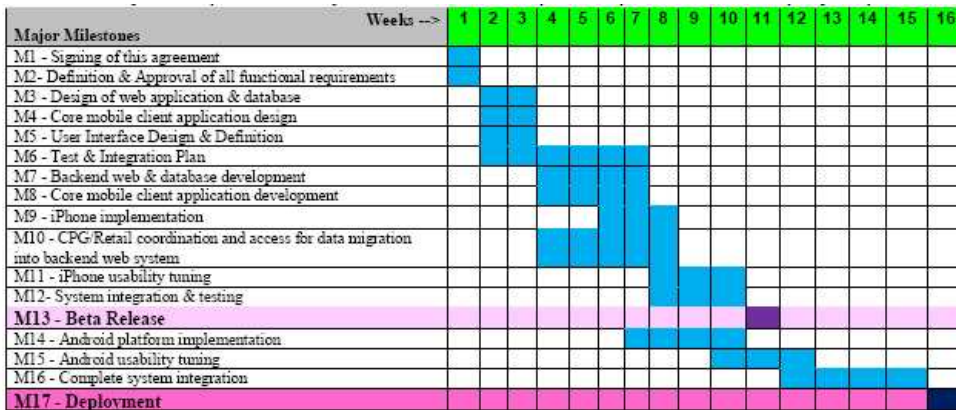 Weeks --> 1 2 3 4 5 6 7 8 9 10 11 12 13 14 15 16
Major Milestones
M1 - Signing of this agreement
M2- Definition & Approval of all functional requirements
M3 - Design of web application & database
M4 - Core mobile client application design
M5 - User Interface Design & Definition
M6 - Test & Integration Plan
M7 - Backend web & database development
M8 - Core mobile client application development
M9 - iPhone implementation
M10 - CPG/Retail coordination and access for data migration
into backend web system
M11 - iPhone usability tuning
M12- System integration & testing
M13 - Beta Release
M14 - Android platform implementation
M15 - Android usability tuning
M16 - Complete system integration
M17 - Deployment